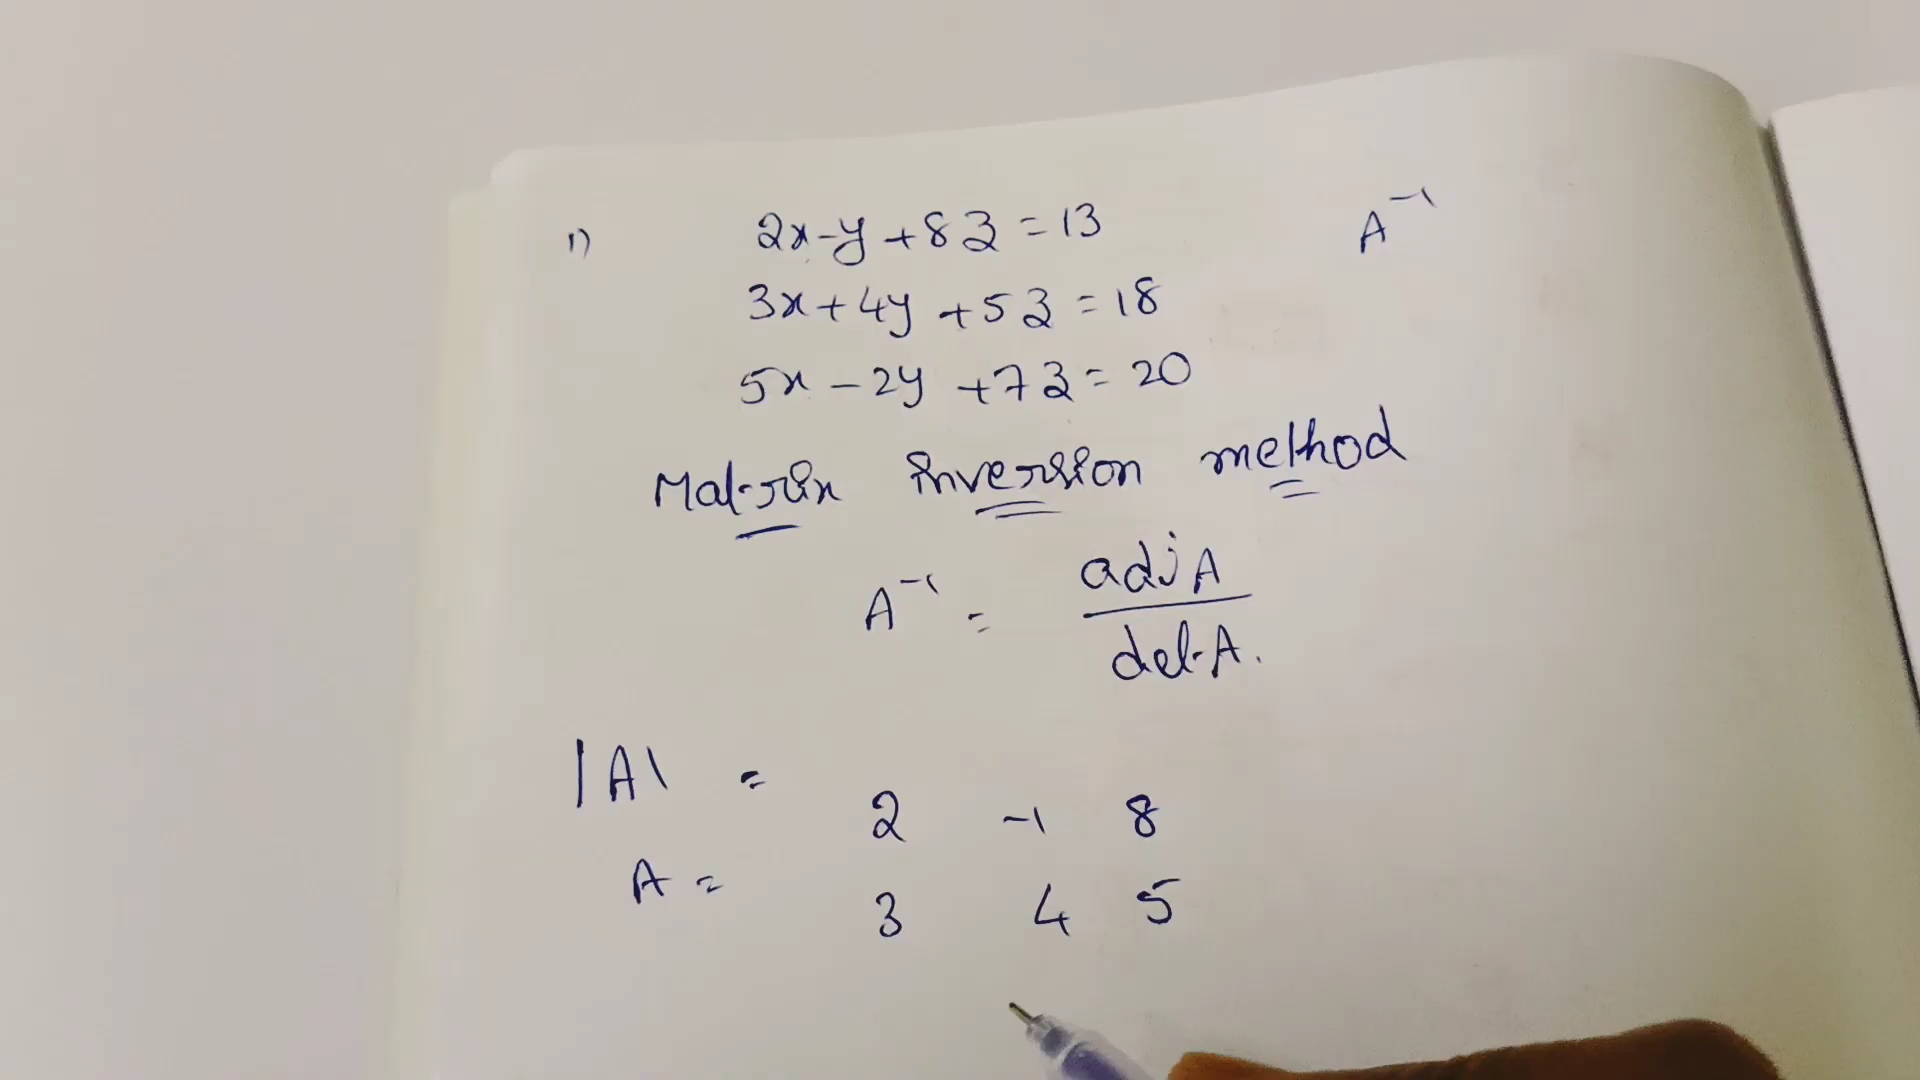 1) 2x-y+8z=13 A⁻¹
3x+4y+5z=18
5x-2y+7z=20
Matrix inversion method
A⁻¹ = adj A / det A.
|A| =
2 -1 8
A =
3 4 5